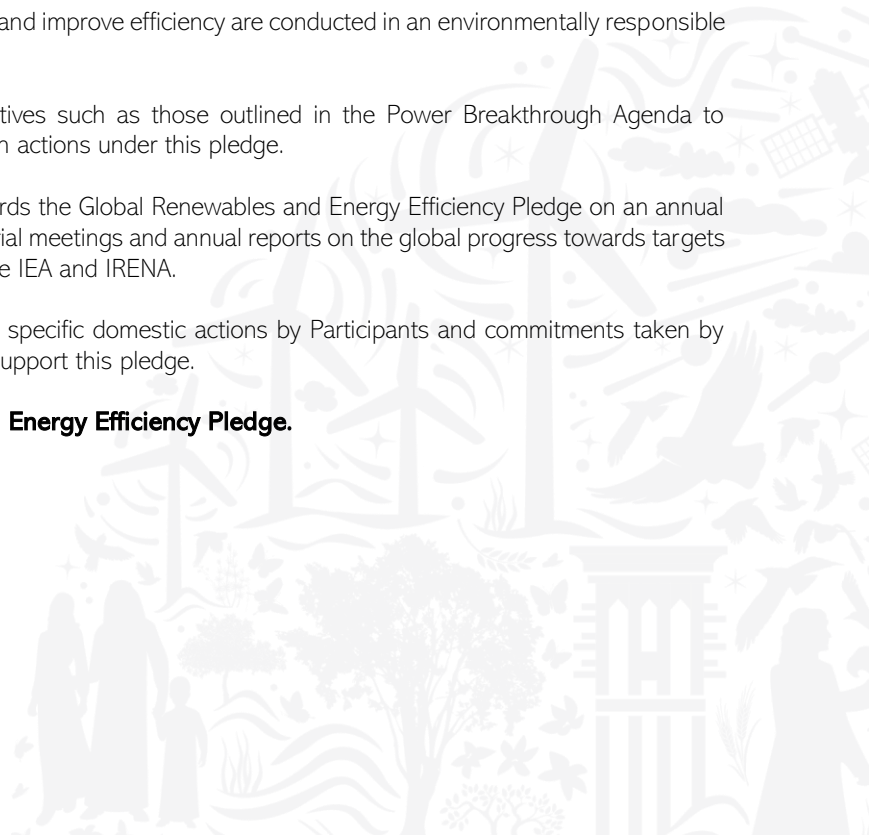 and improve efficiency are conducted in an environmentally responsible
tives such as those outlined in the Power Breakthrough Agenda to
n actions under this pledge.
rds the Global Renewables and Energy Efficiency Pledge on an annual
ial meetings and annual reports on the global progress towards targets
e IEA and IRENA.
specific domestic actions by Participants and commitments taken by
upport this pledge.
Energy Efficiency Pledge.